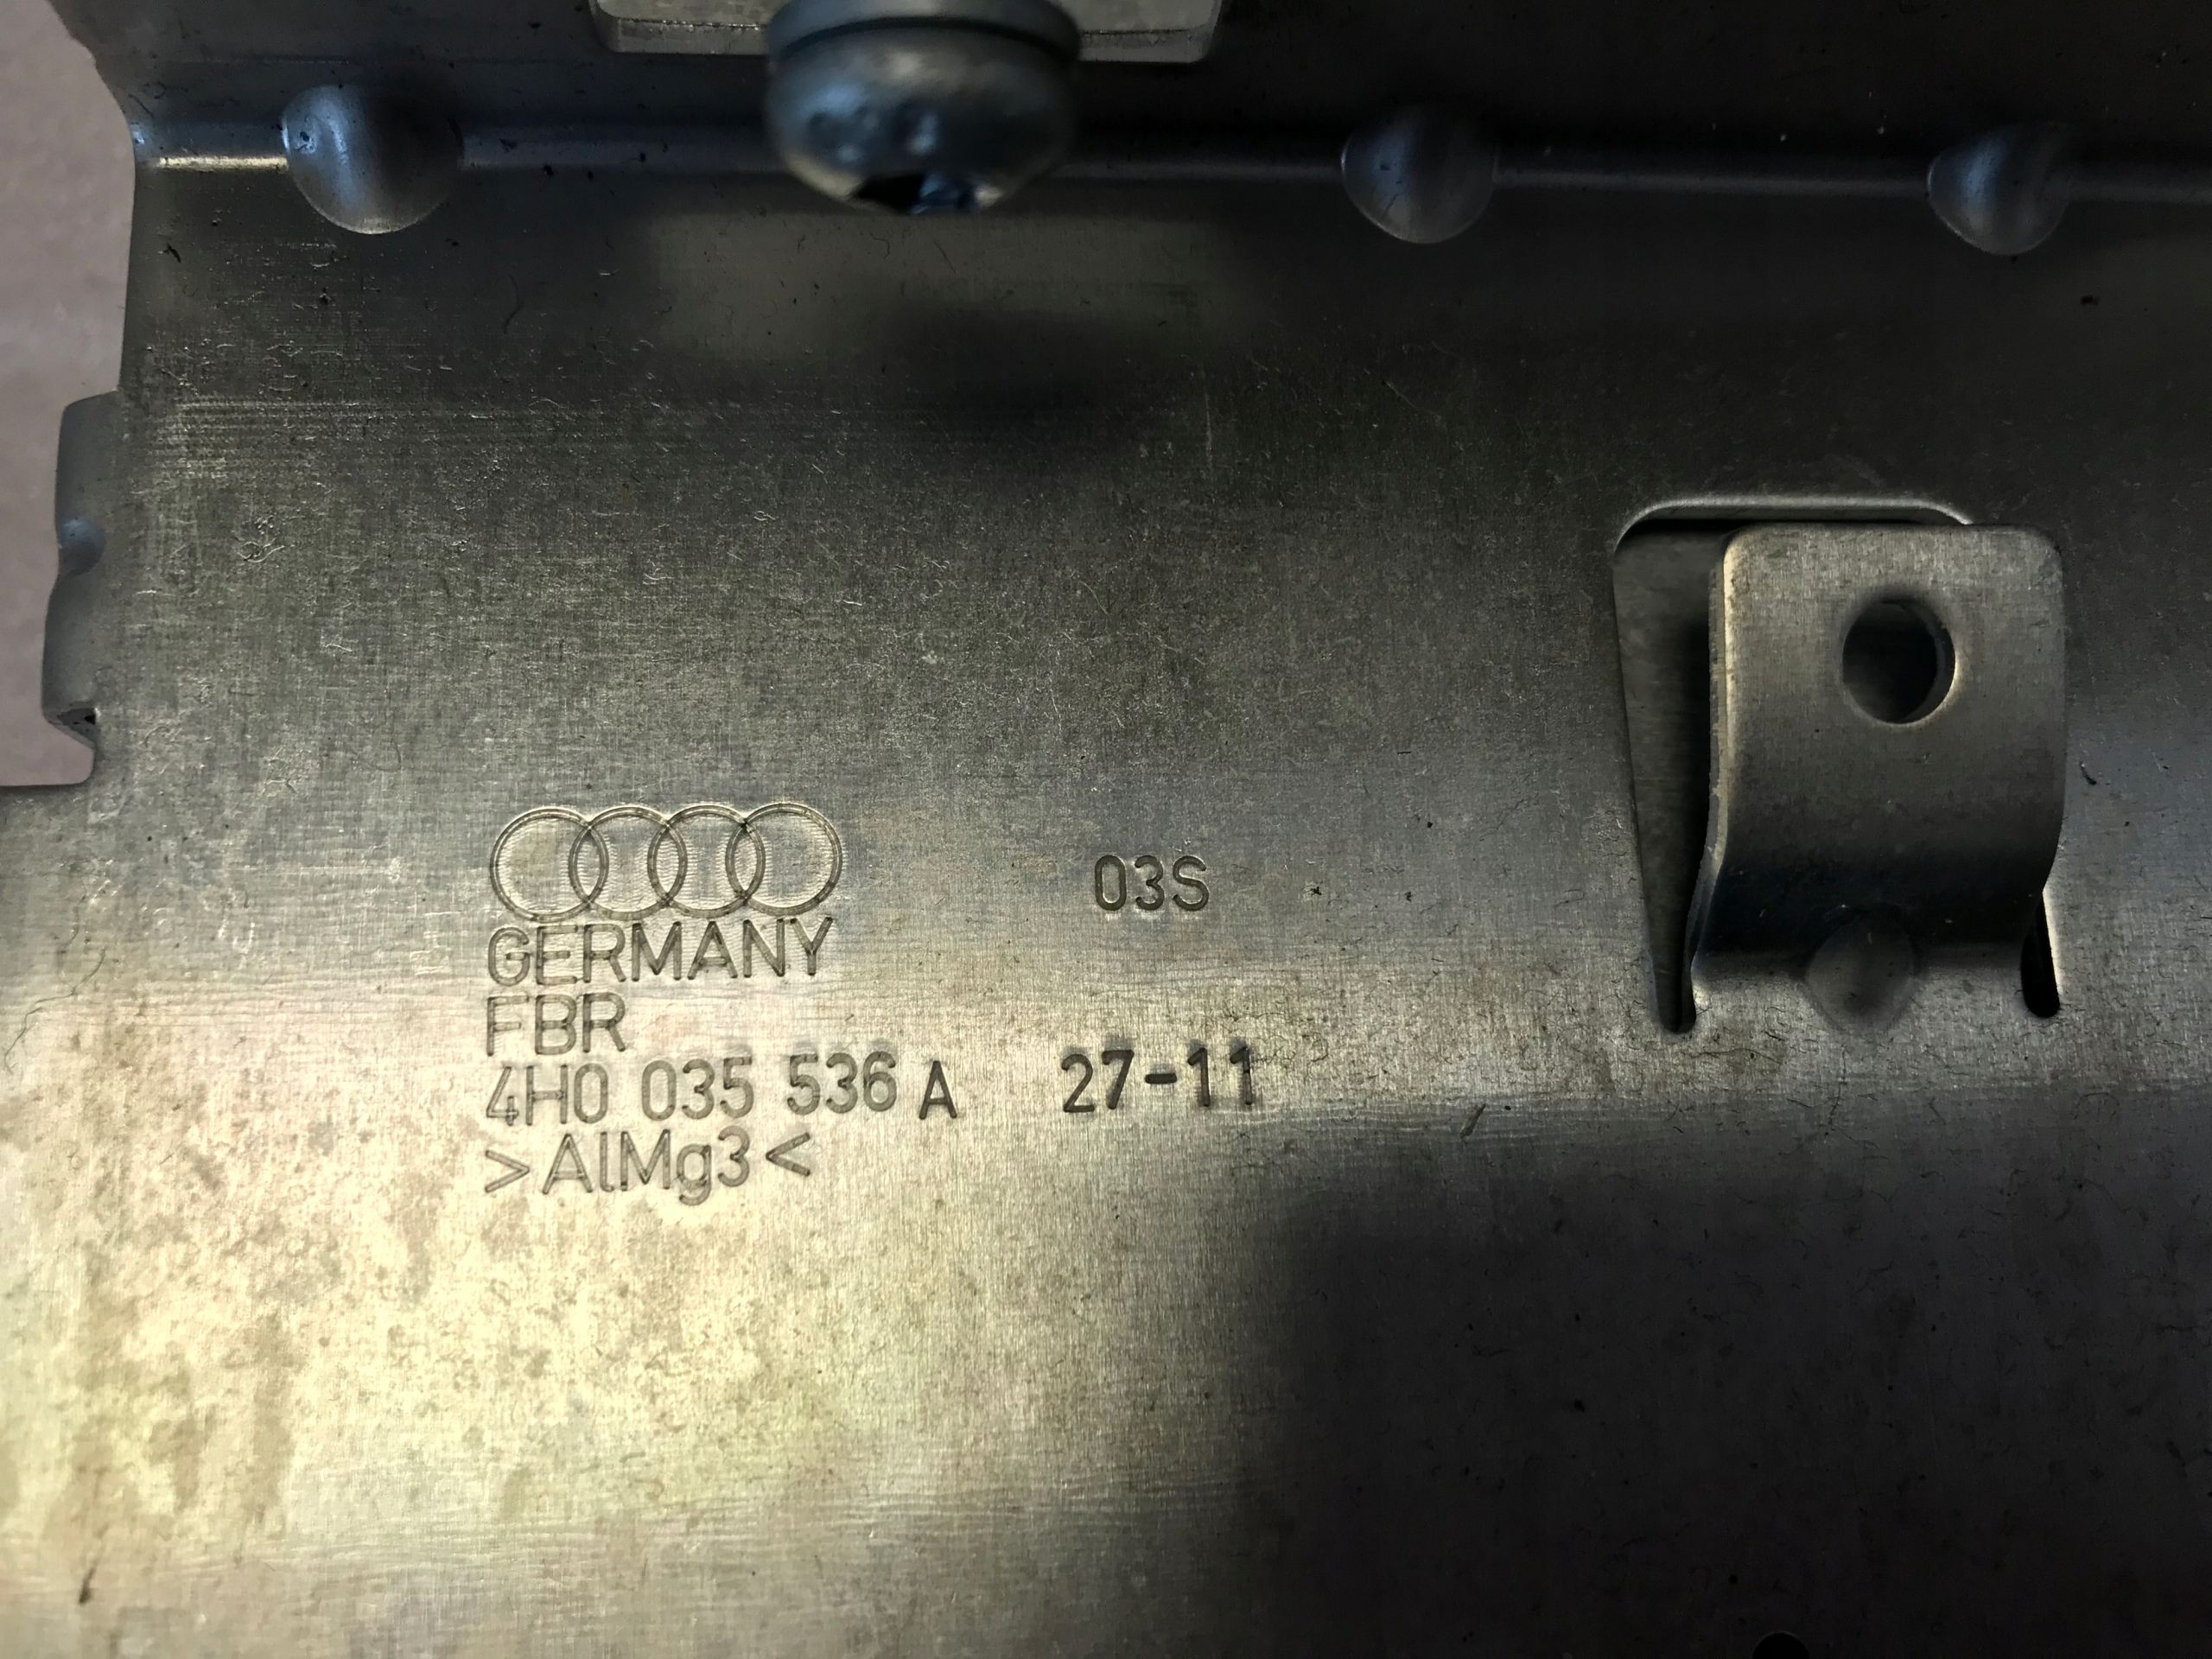 GERMANY
03S
FBR
4H0 035 536 A 27-11
>AlMg3<